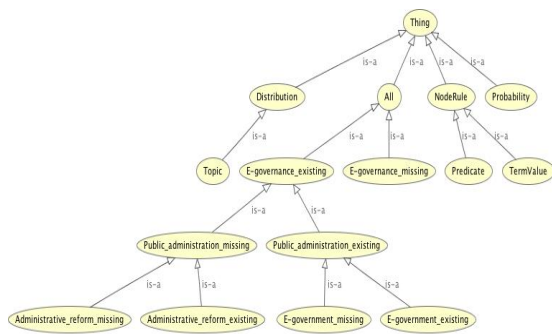 Thing
is-a is-a is-a is-a
Distribution All NodeRule Probability
is-a is-a is-a is-a is-a
Topic E-governance_existing E-governance_missing Predicate TermValue
is-a is-a
Public_administration_missing Public_administration_existing
is-a is-a is-a is-a
Administrative_reform_missing Administrative_reform_existing E-government_missing E-government_existing